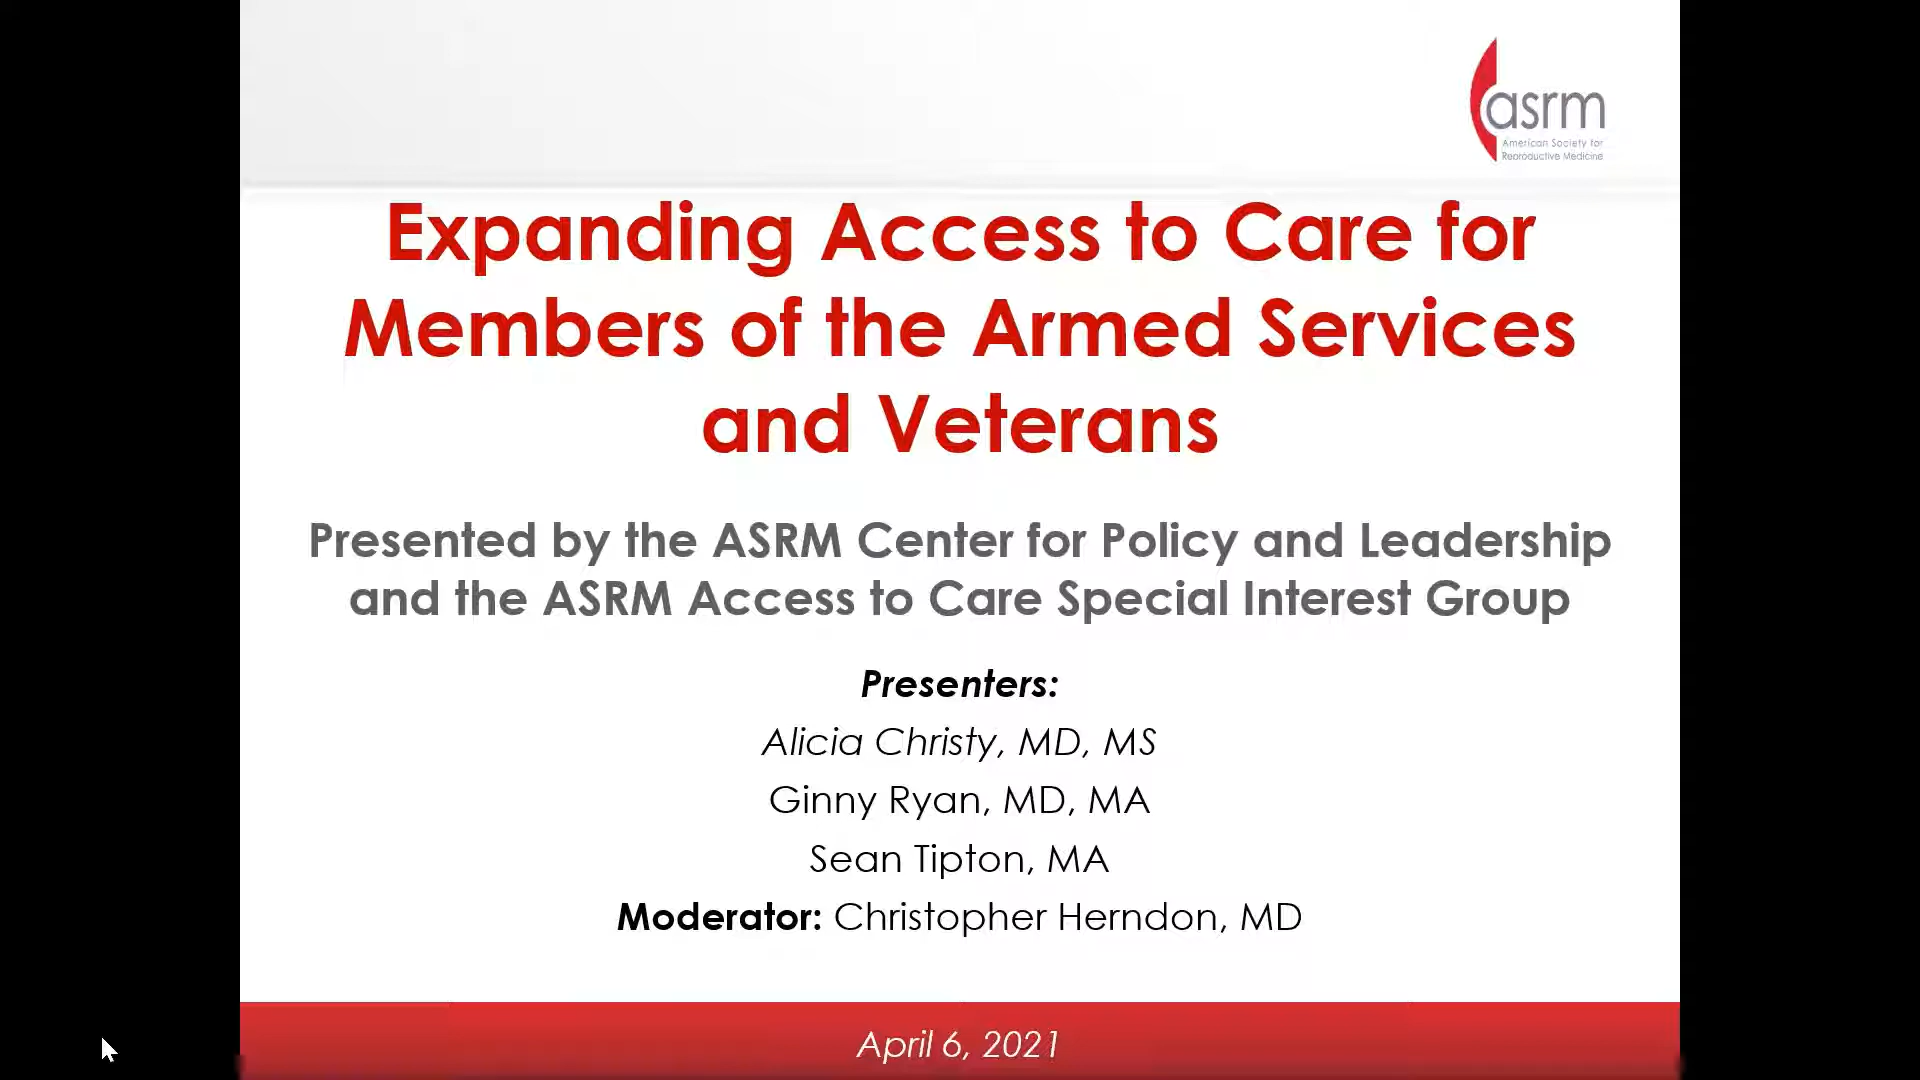 asrm
American Society for
Reproductive Medicine
Expanding Access to Care for
Members of the Armed Services
and Veterans
Presented by the ASRM Center for Policy and Leadership
and the ASRM Access to Care Special Interest Group
Presenters:
Alicia Christy, MD, MS
Ginny Ryan, MD, MA
Sean Tipton, MA
Moderator: Christopher Herndon, MD
April 6, 2021